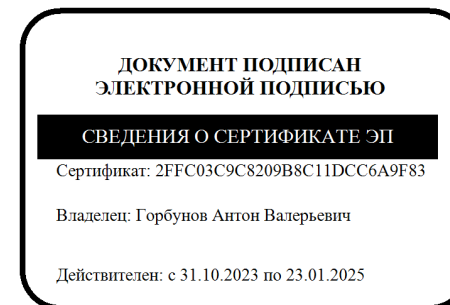 ДОКУМЕНТ ПОДПИСАН
ЭЛЕКТРОННОЙ ПОДПИСЬЮ
СВЕДЕНИЯ О СЕРТИФИКАТЕ ЭП
Сертификат: 2FFC03C9C8209B8C11DCC6A9F83
Владелец: Горбунов Антон Валерьевич
Действителен: с 31.10.2023 по 23.01.2025